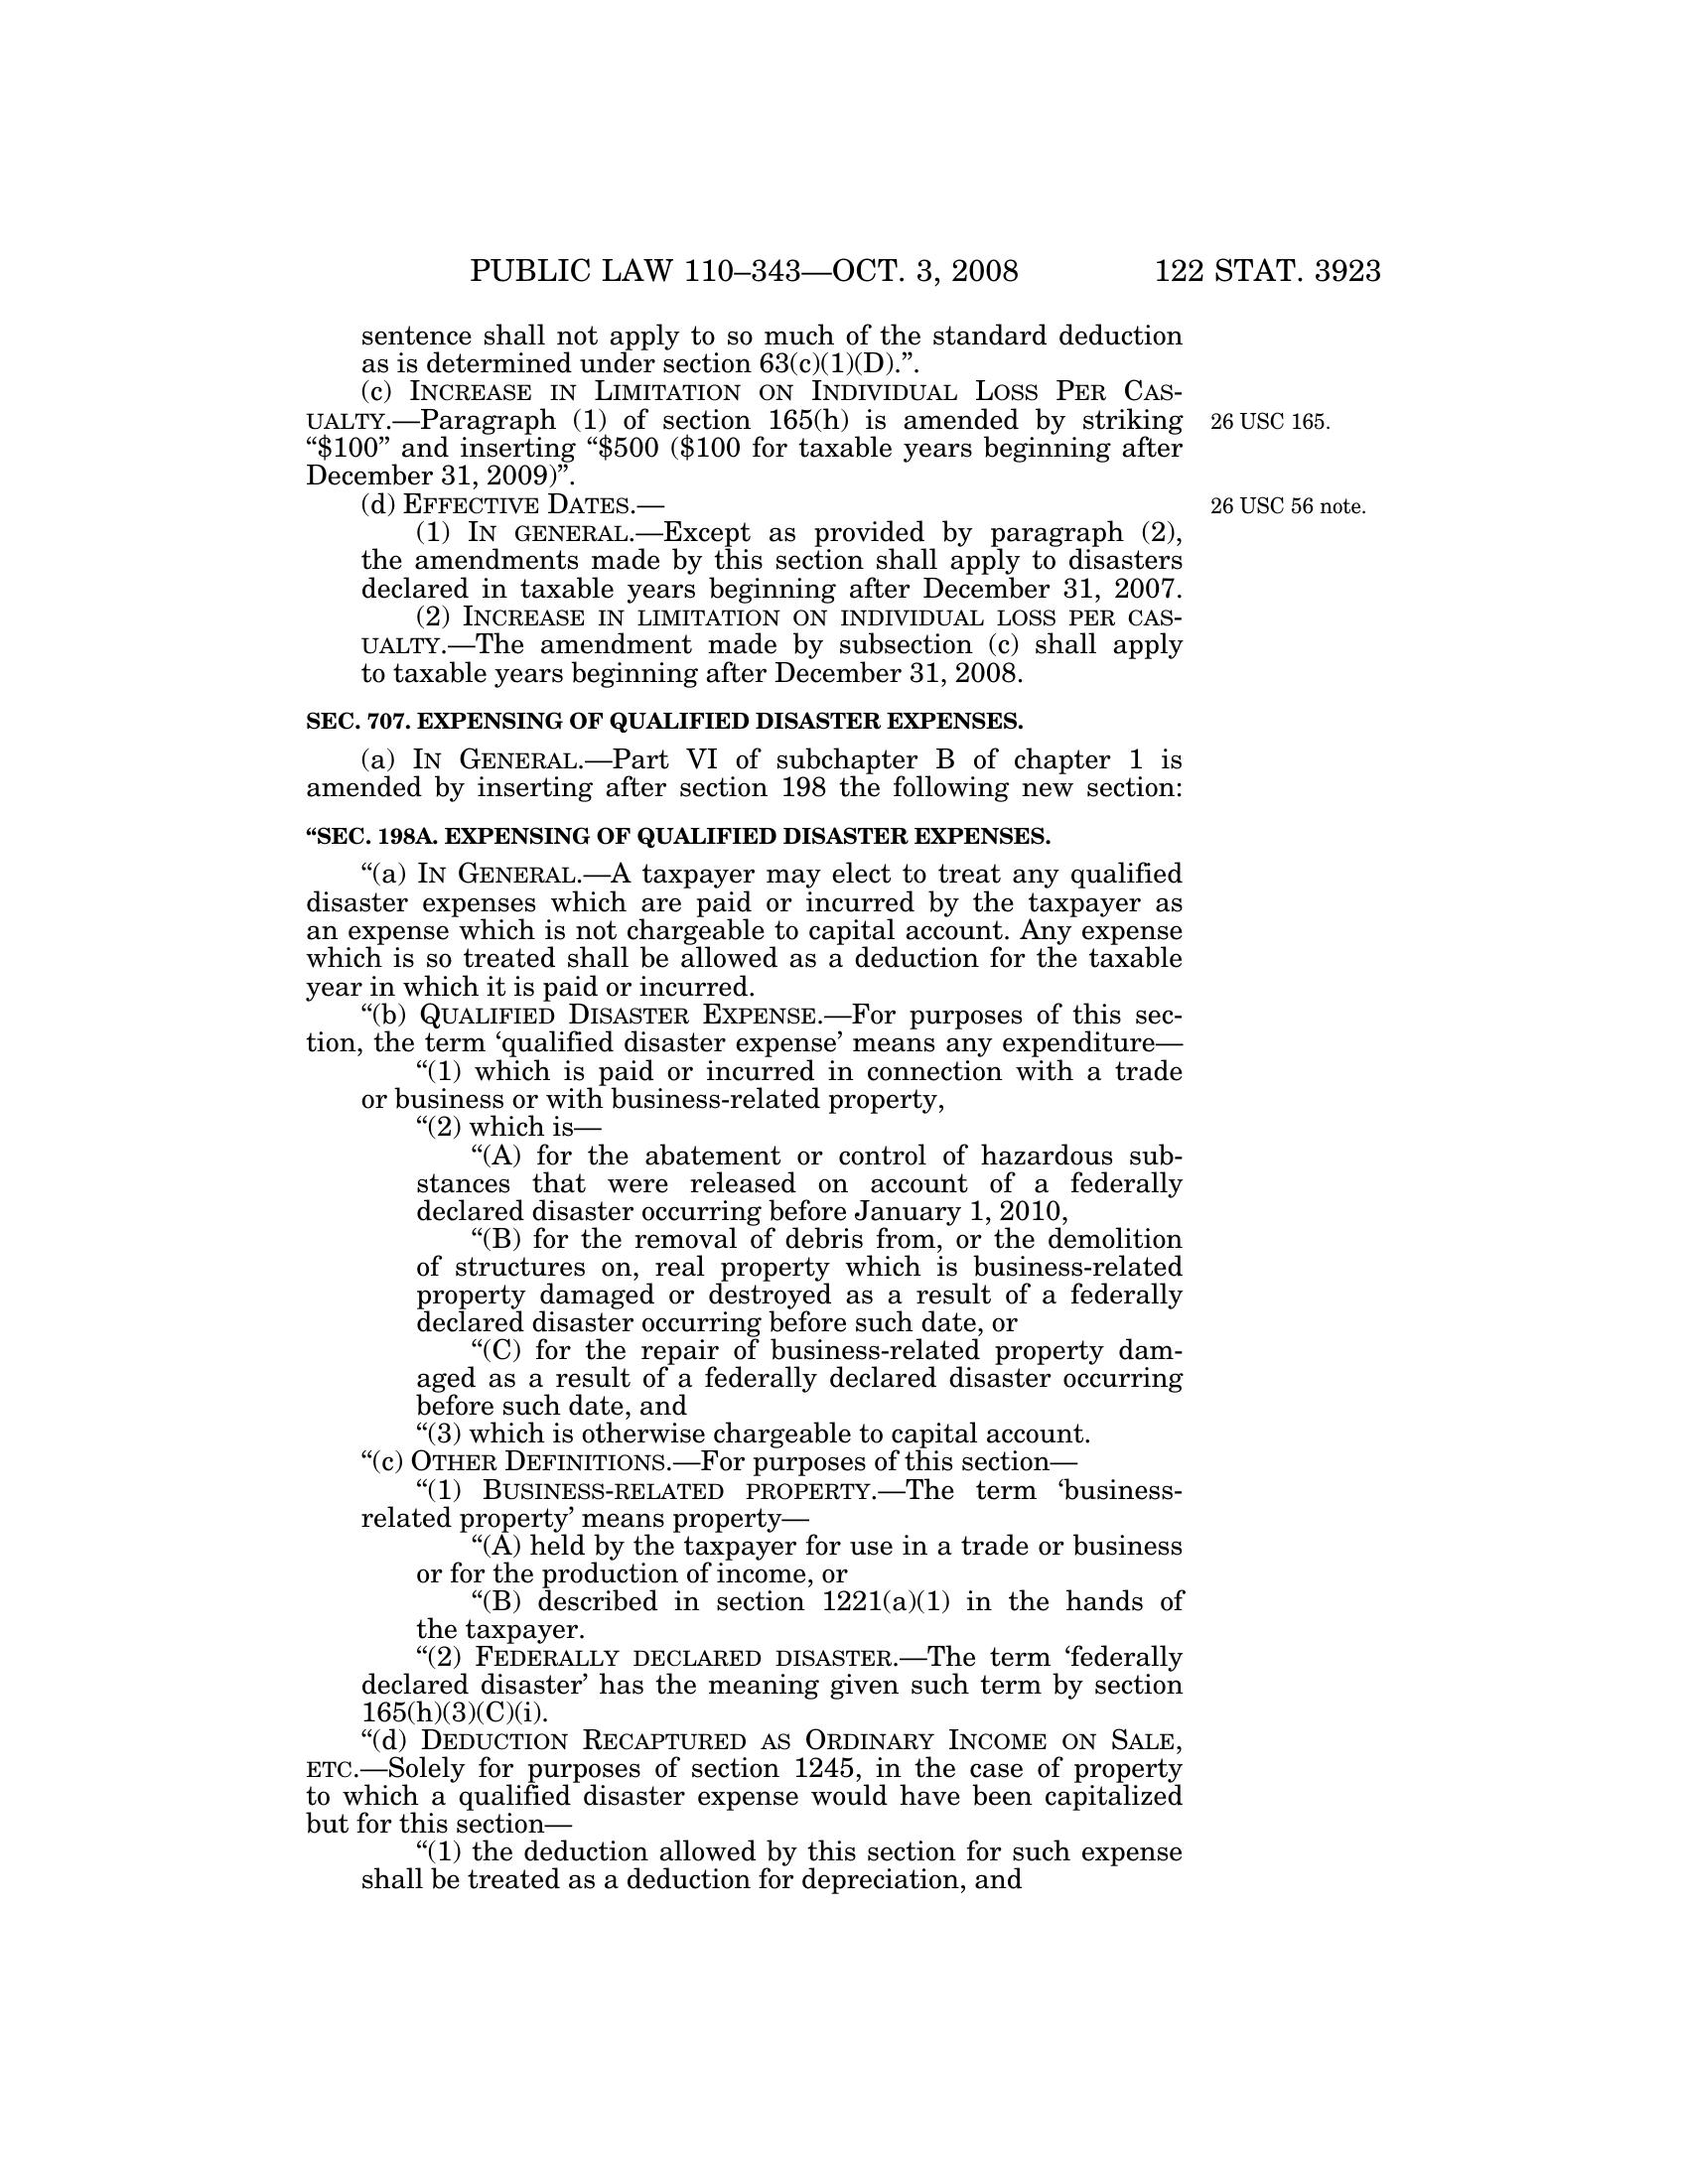 PUBLIC LAW 110–343—OCT. 3, 2008 122 STAT. 3923
sentence shall not apply to so much of the standard deduction
as is determined under section 63(c)(1)(D).”.
(c) INCREASE IN LIMITATION ON INDIVIDUAL LOSS PER CAS-
UALTY.—Paragraph (1) of section 165(h) is amended by striking
“$100” and inserting “$500 ($100 for taxable years beginning after
December 31, 2009)”.
(d) EFFECTIVE DATES.—
(1) IN GENERAL.—Except as provided by paragraph (2),
the amendments made by this section shall apply to disasters
declared in taxable years beginning after December 31, 2007.
(2) INCREASE IN LIMITATION ON INDIVIDUAL LOSS PER CAS-
UALTY.—The amendment made by subsection (c) shall apply
to taxable years beginning after December 31, 2008.
SEC. 707. EXPENSING OF QUALIFIED DISASTER EXPENSES.
(a) IN GENERAL.—Part VI of subchapter B of chapter 1 is
amended by inserting after section 198 the following new section:
“SEC. 198A. EXPENSING OF QUALIFIED DISASTER EXPENSES.
“(a) IN GENERAL.—A taxpayer may elect to treat any qualified
disaster expenses which are paid or incurred by the taxpayer as
an expense which is not chargeable to capital account. Any expense
which is so treated shall be allowed as a deduction for the taxable
year in which it is paid or incurred.
“(b) QUALIFIED DISASTER EXPENSE.—For purposes of this sec-
tion, the term ‘qualified disaster expense’ means any expenditure—
“(1) which is paid or incurred in connection with a trade
or business or with business-related property,
“(2) which is—
“(A) for the abatement or control of hazardous sub-
stances that were released on account of a federally
declared disaster occurring before January 1, 2010,
“(B) for the removal of debris from, or the demolition
of structures on, real property which is business-related
property damaged or destroyed as a result of a federally
declared disaster occurring before such date, or
“(C) for the repair of business-related property dam-
aged as a result of a federally declared disaster occurring
before such date, and
“(3) which is otherwise chargeable to capital account.
“(c) OTHER DEFINITIONS.—For purposes of this section—
“(1) BUSINESS-RELATED PROPERTY.—The term ‘business-
related property’ means property—
“(A) held by the taxpayer for use in a trade or business
or for the production of income, or
“(B) described in section 1221(a)(1) in the hands of
the taxpayer.
“(2) FEDERALLY DECLARED DISASTER.—The term ‘federally
declared disaster’ has the meaning given such term by section
165(h)(3)(C)(i).
“(d) DEDUCTION RECAPTURED AS ORDINARY INCOME ON SALE,
ETC.—Solely for purposes of section 1245, in the case of property
to which a qualified disaster expense would have been capitalized
but for this section—
“(1) the deduction allowed by this section for such expense
shall be treated as a deduction for depreciation, and
26 USC 165.
26 USC 56 note.